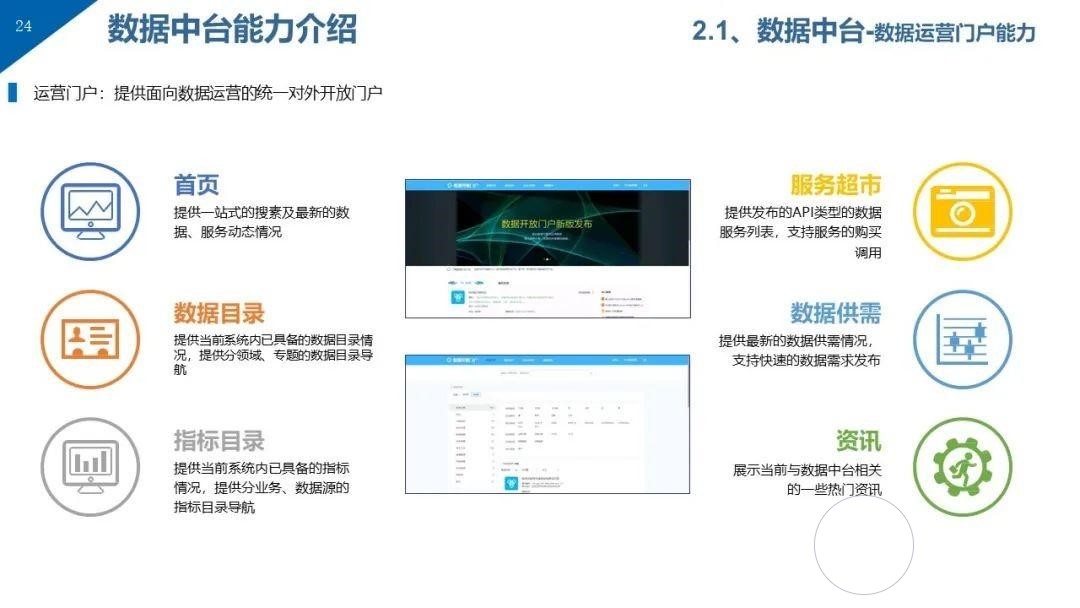 24
数据中台能力介绍
2.1、数据中台-数据运营门户能力
运营门户：提供面向数据运营的统一对外开放门户
首页
提供一站式的搜素及最新的数
据、服务动态情况
数据目录
提供当前系统内已具备的数据目录情
况，提供分领域、专题的数据目录导
航
指标目录
提供当前系统内已具备的指标
情况，提供分业务、数据源的
指标目录导航
数据开放门户新版发布
服务超市
提供发布的API类型的数据
服务列表，支持服务的购买
调用
数据供需
提供最新的数据供需情况，
支持快速的数据需求发布
资讯
展示当前与数据中台相关
的一些热门资讯